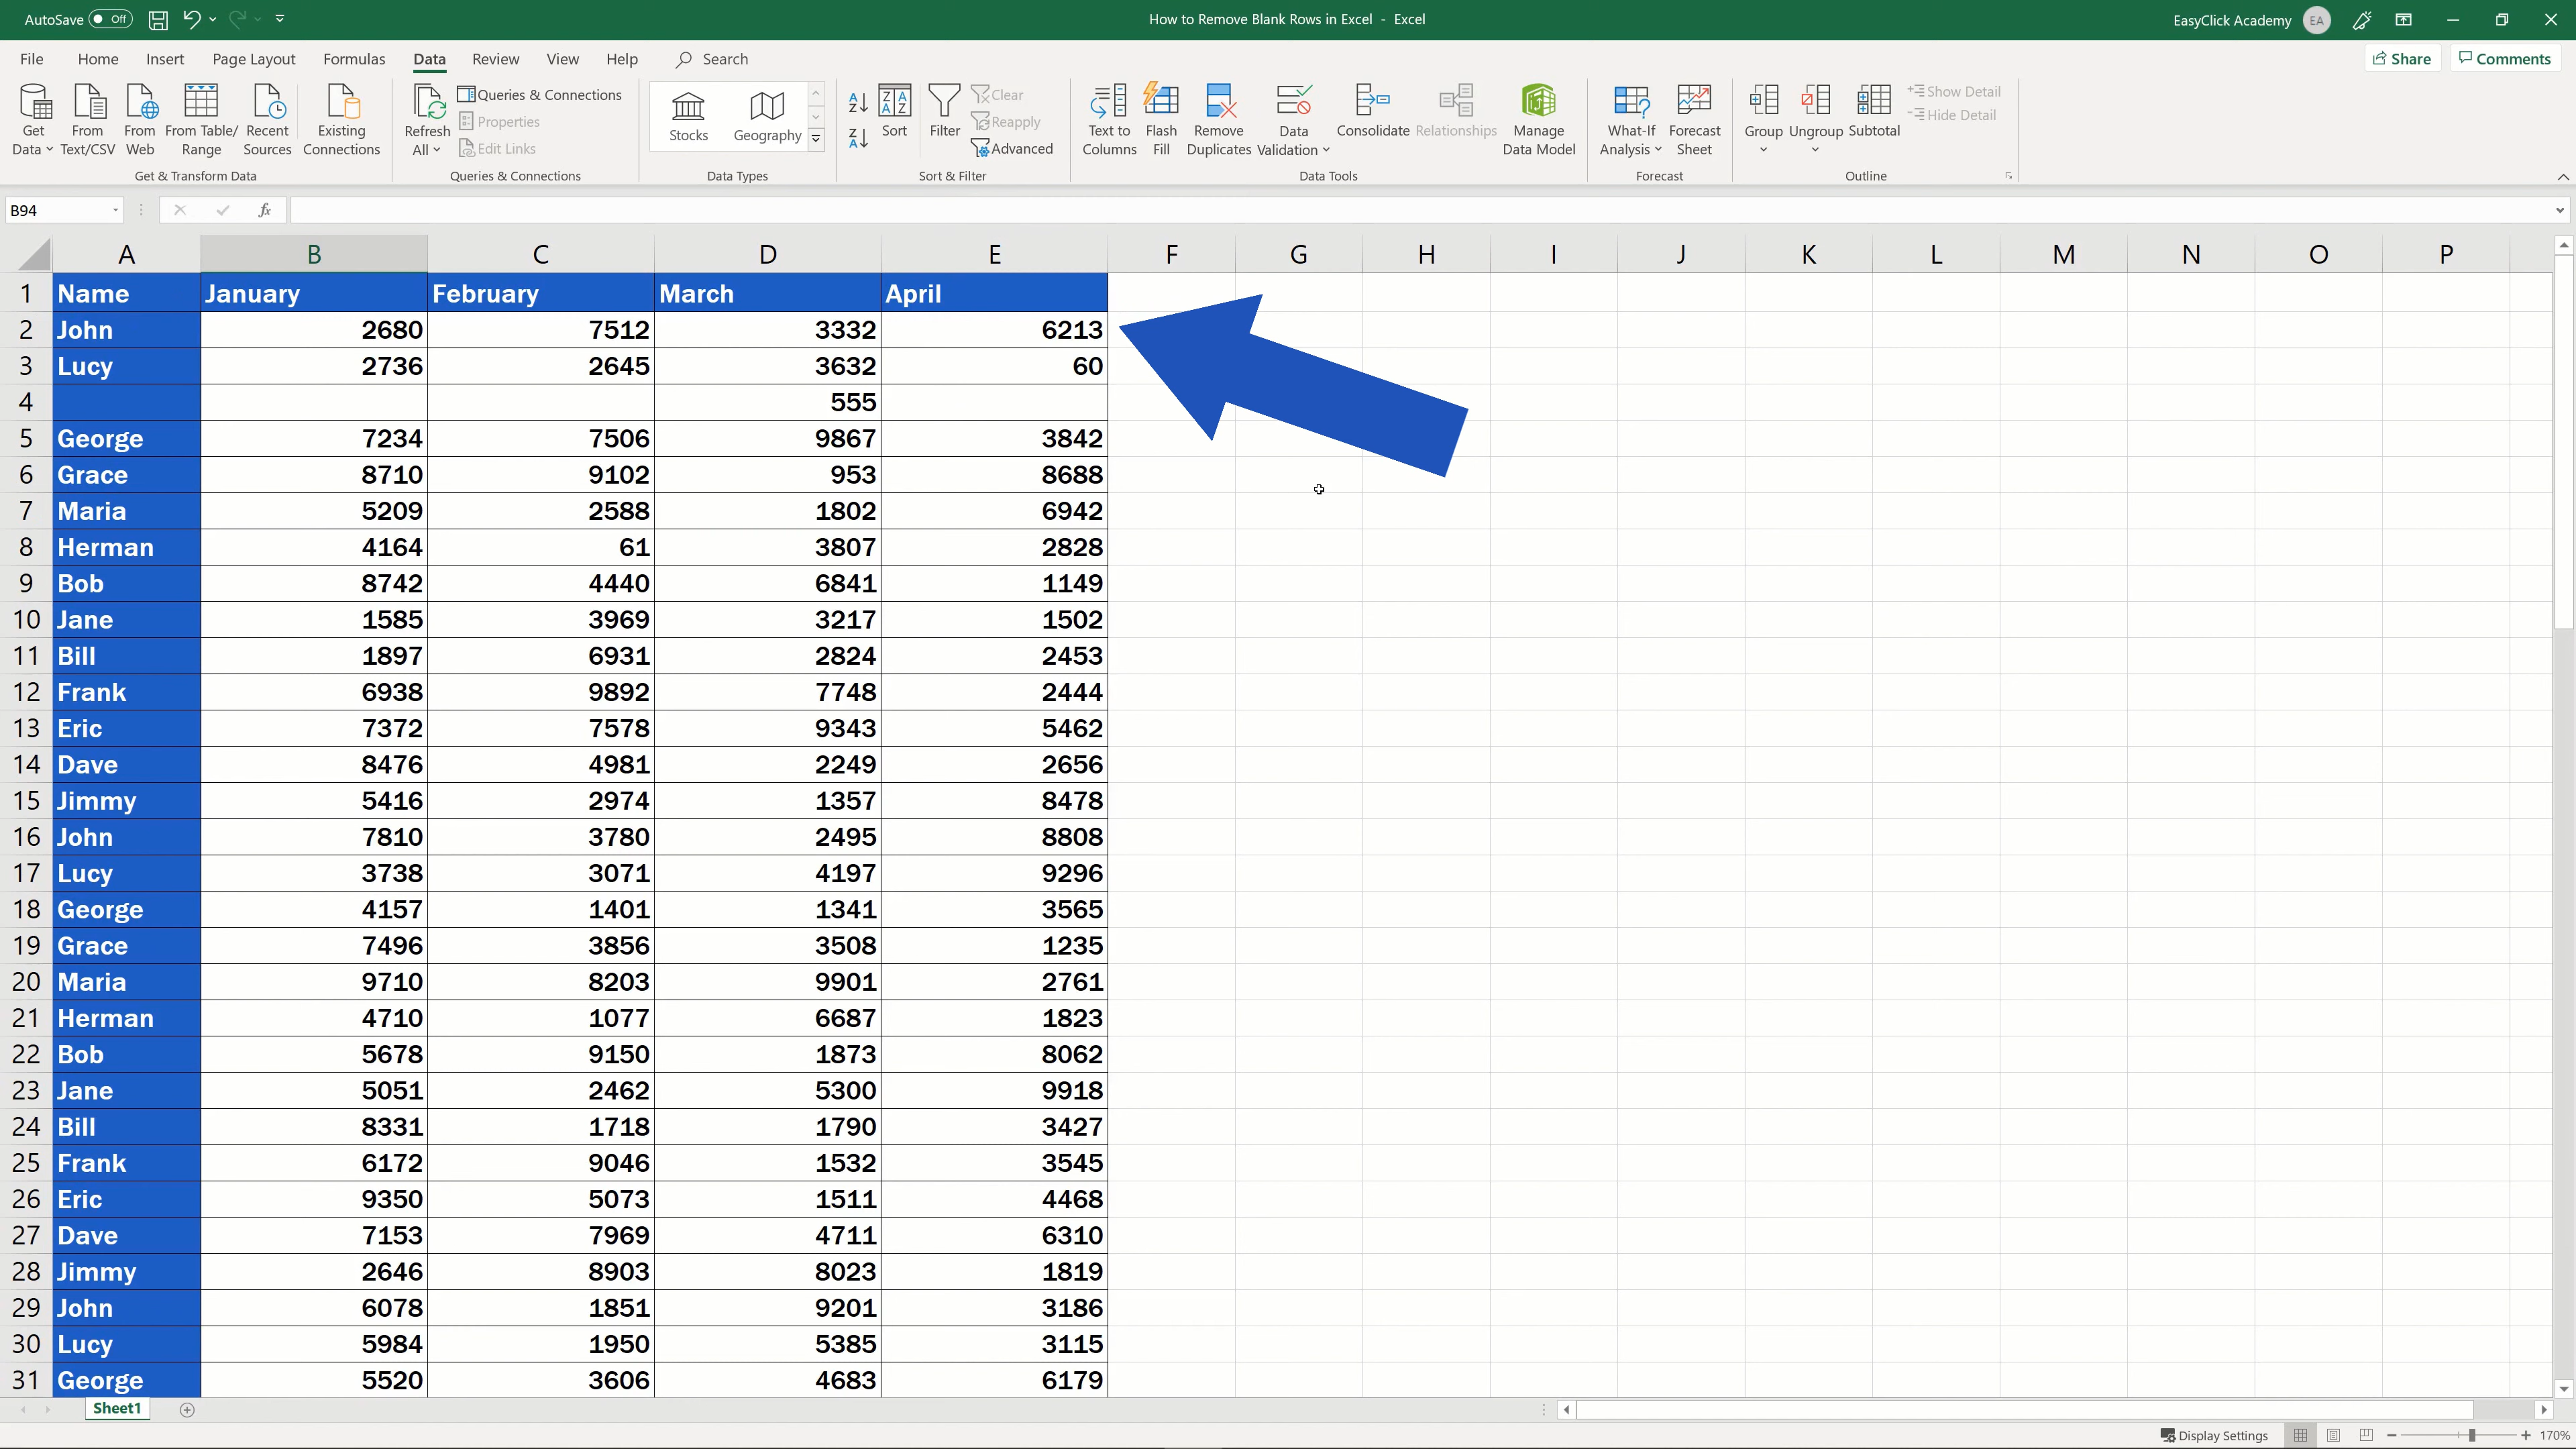 AutoSave Off
How to Remove Blank Rows in Excel - Excel
EasyClick Academy EA
File Home Insert Page Layout Formulas Data Review View Help Search
Share Comments
Get Data
From Text/CSV
From Web
From Table/Range
Recent Sources
Existing Connections
Get & Transform Data
Refresh All
Queries & Connections
Properties
Edit Links
Queries & Connections
Stocks
Geography
Data Types
Sort
Filter
Clear
Reapply
Advanced
Sort & Filter
Text to Columns
Flash Fill
Remove Duplicates
Data Validation
Consolidate
Relationships
Manage Data Model
Data Tools
What-If Analysis
Forecast Sheet
Forecast
Group
Ungroup
Subtotal
Show Detail
Hide Detail
Outline
B94 fx
A B C D E F G H I J K L M N O P
1 Name January February March April
2 John 2680 7512 3332 6213
3 Lucy 2736 2645 3632 60
4 555
5 George 7234 7506 9867 3842
6 Grace 8710 9102 953 8688
7 Maria 5209 2588 1802 6942
8 Herman 4164 61 3807 2828
9 Bob 8742 4440 6841 1149
10 Jane 1585 3969 3217 1502
11 Bill 1897 6931 2824 2453
12 Frank 6938 9892 7748 2444
13 Eric 7372 7578 9343 5462
14 Dave 8476 4981 2249 2656
15 Jimmy 5416 2974 1357 8478
16 John 7810 3780 2495 8808
17 Lucy 3738 3071 4197 9296
18 George 4157 1401 1341 3565
19 Grace 7496 3856 3508 1235
20 Maria 9710 8203 9901 2761
21 Herman 4710 1077 6687 1823
22 Bob 5678 9150 1873 8062
23 Jane 5051 2462 5300 9918
24 Bill 8331 1718 1790 3427
25 Frank 6172 9046 1532 3545
26 Eric 9350 5073 1511 4468
27 Dave 7153 7969 4711 6310
28 Jimmy 2646 8903 8023 1819
29 John 6078 1851 9201 3186
30 Lucy 5984 1950 5385 3115
31 George 5520 3606 4683 6179
Sheet1
Display Settings 170%